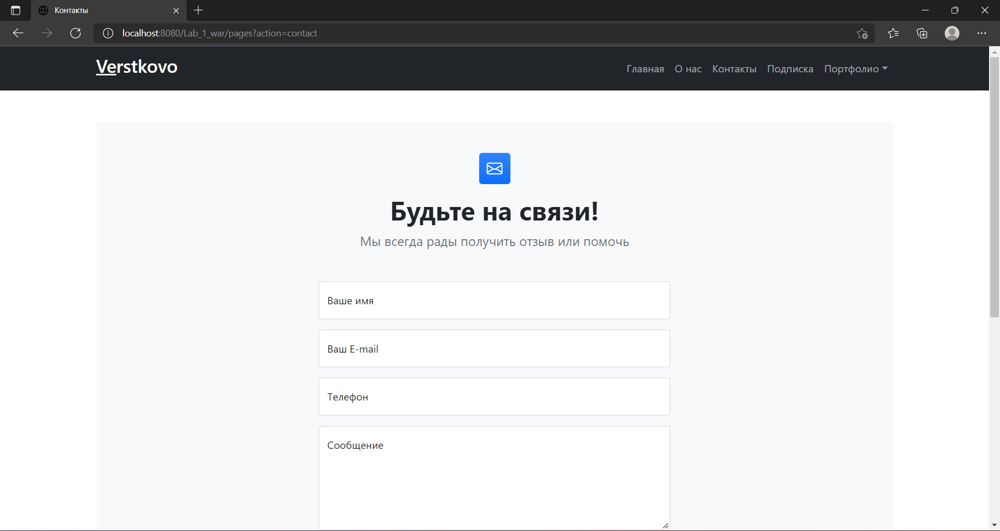 Контакты
localhost:8080/Lab_1_war/pages?action=contact
Verstkovo
Главная О нас Контакты Подписка Портфолио
Будьте на связи!
Мы всегда рады получить отзыв или помочь
Ваше имя
Ваш E-mail
Телефон
Сообщение